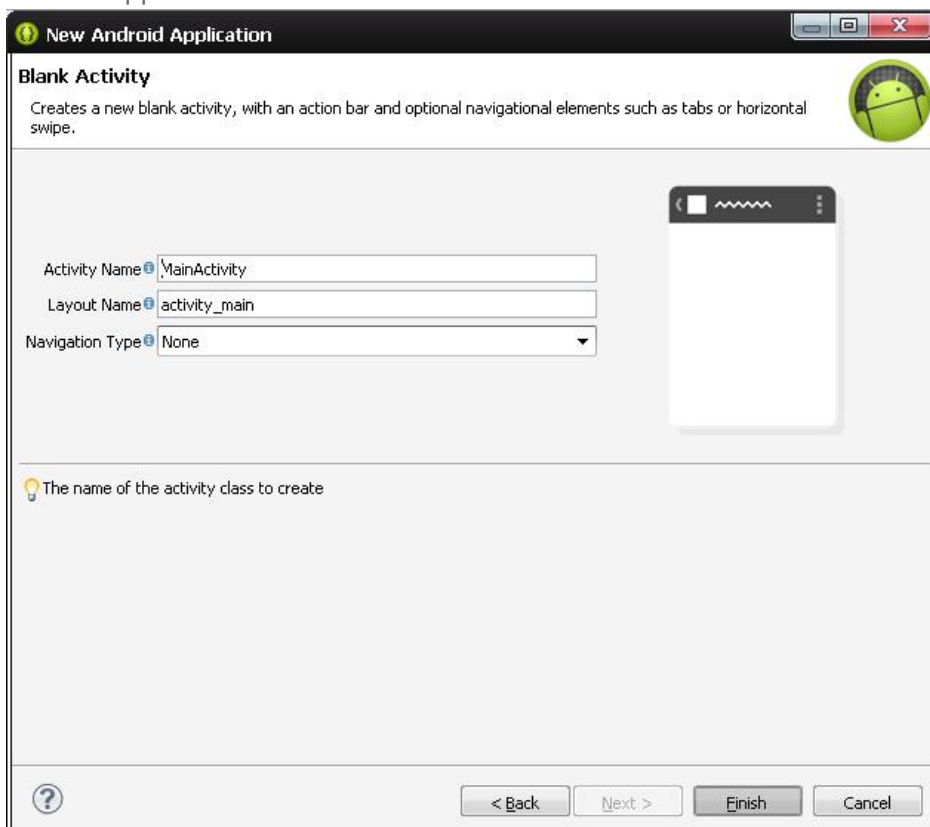 New Android Application
Blank Activity
Creates a new blank activity, with an action bar and optional navigational elements such as tabs or horizontal
swipe.
Activity Name MainActivity
Layout Name activity_main
Navigation Type None
The name of the activity class to create
< Back Next > Finish Cancel